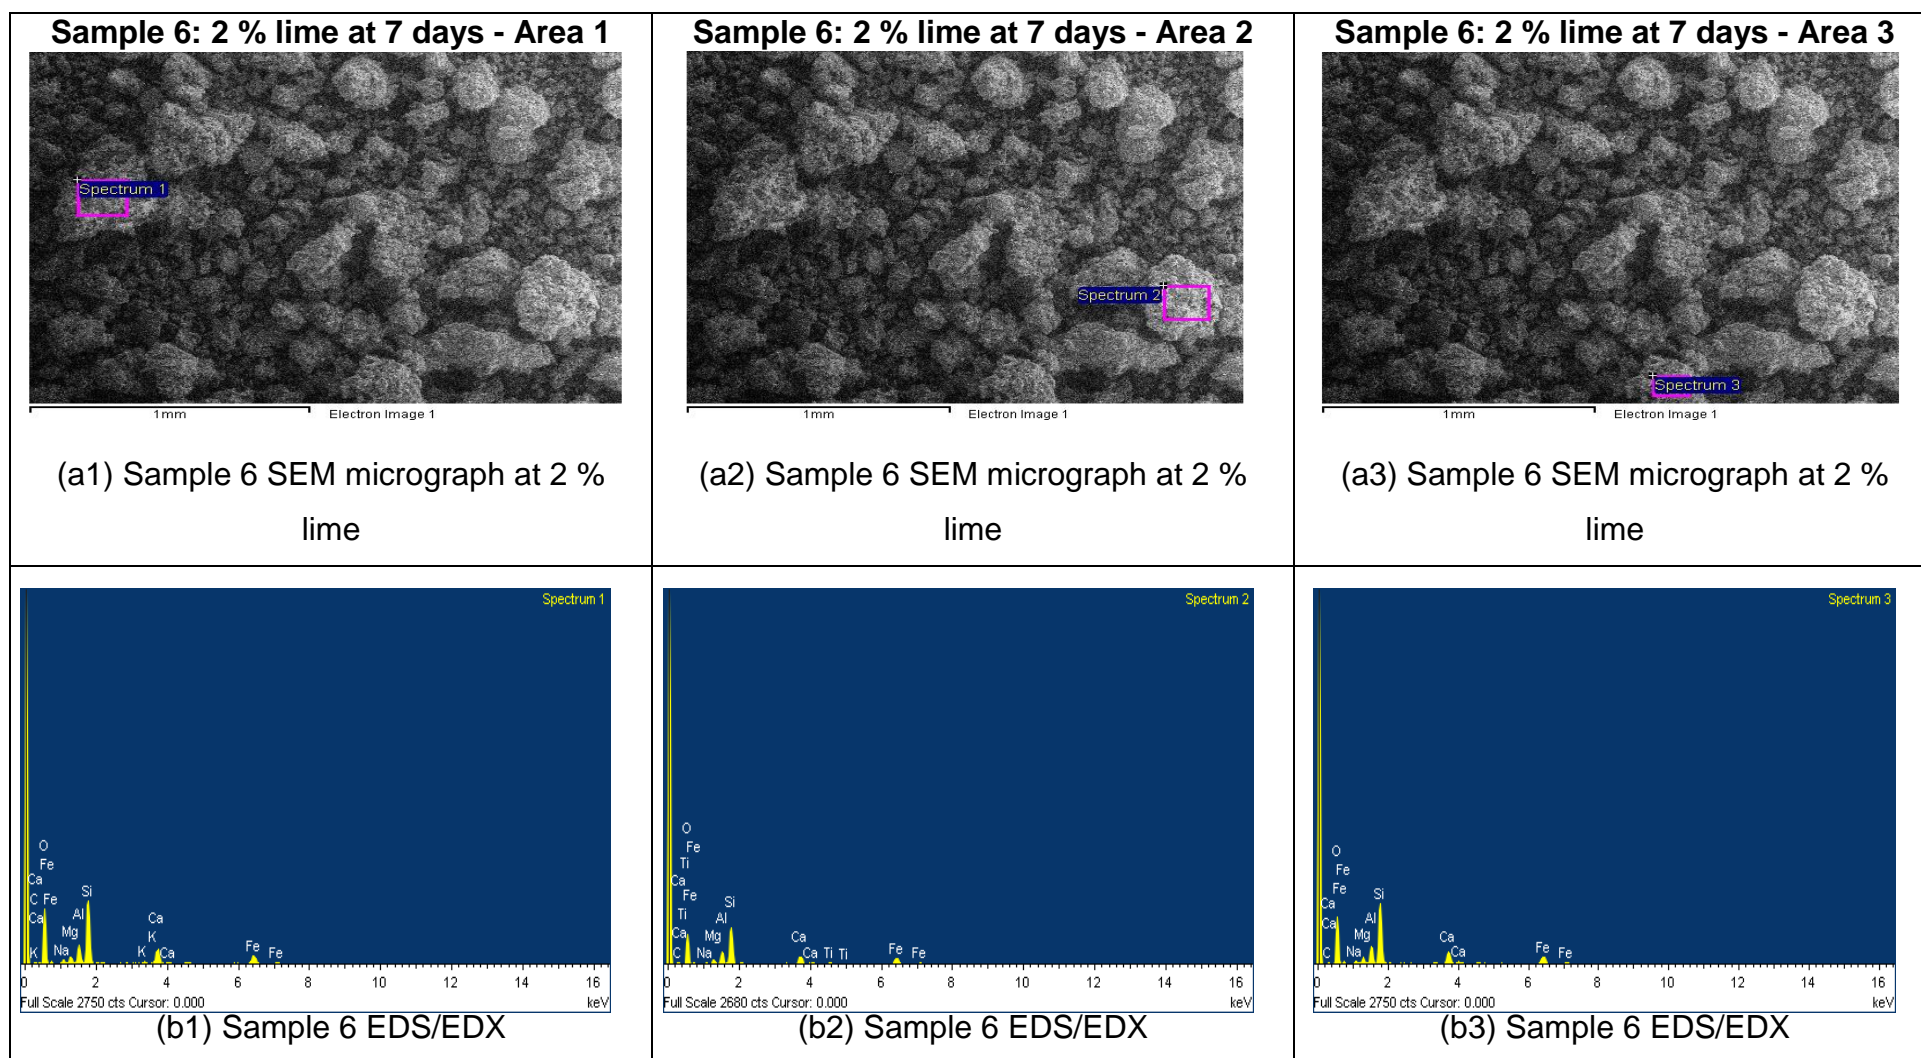 Sample 6: 2 % lime at 7 days - Area 1
Spectrum 1
1mm
Electron Image 1
(a1) Sample 6 SEM micrograph at 2 %
lime
Sample 6: 2 % lime at 7 days - Area 2
Spectrum 2
1mm
Electron Image 1
(a2) Sample 6 SEM micrograph at 2 %
lime
Sample 6: 2 % lime at 7 days - Area 3
Spectrum 3
1mm
Electron Image 1
(a3) Sample 6 SEM micrograph at 2 %
lime
Spectrum 1
O
Fe
Ca
C Fe
Si
Ca
Al
Ca
Mg
K
K
Na
K
Ca
Fe
Fe
0 2 4 6 8 10 12 14 16
Full Scale 2750 cts Cursor: 0.000 keV
(b1) Sample 6 EDS/EDX
Spectrum 2
O
Fe
Ti
Ca
Fe
Si
Ti
Al
Ca
Mg
Ca
C
Na
Ca
Ti
Ti
Fe
Fe
0 2 4 6 8 10 12 14 16
Full Scale 2680 cts Cursor: 0.000 keV
(b2) Sample 6 EDS/EDX
Spectrum 3
O
Fe
Fe
Si
Ca
Al
Ca
Mg
Ca
C
Na
Ca
Fe
Fe
0 2 4 6 8 10 12 14 16
Full Scale 2750 cts Cursor: 0.000 keV
(b3) Sample 6 EDS/EDX